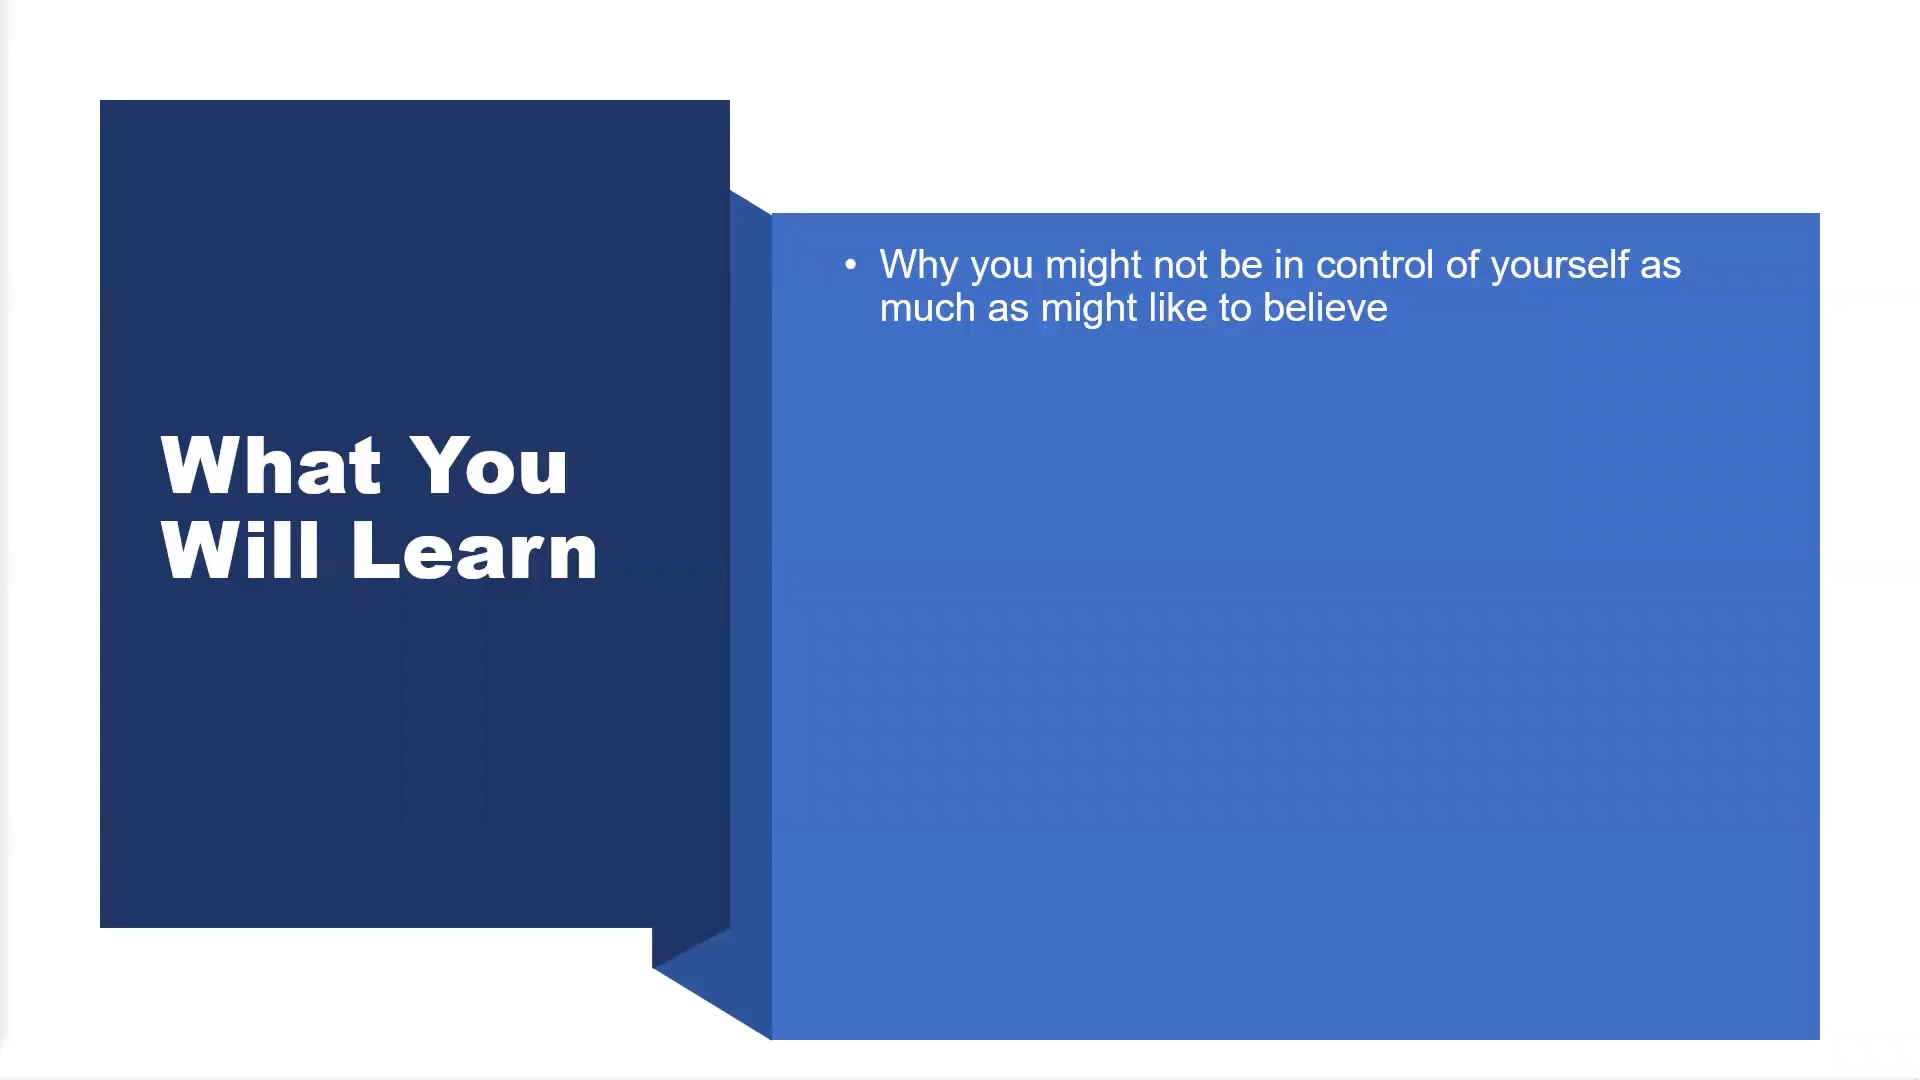 What You
Will Learn
• Why you might not be in control of yourself as
much as might like to believe